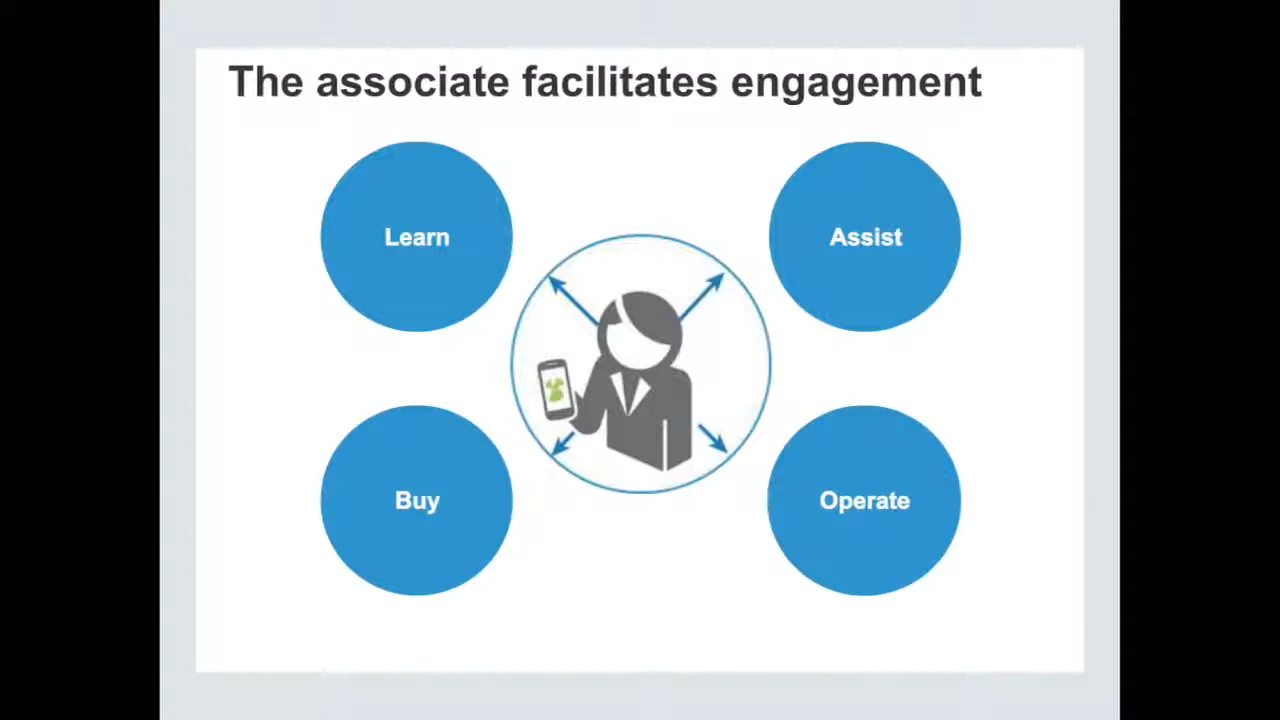 The associate facilitates engagement
Learn
Assist
Buy
Operate